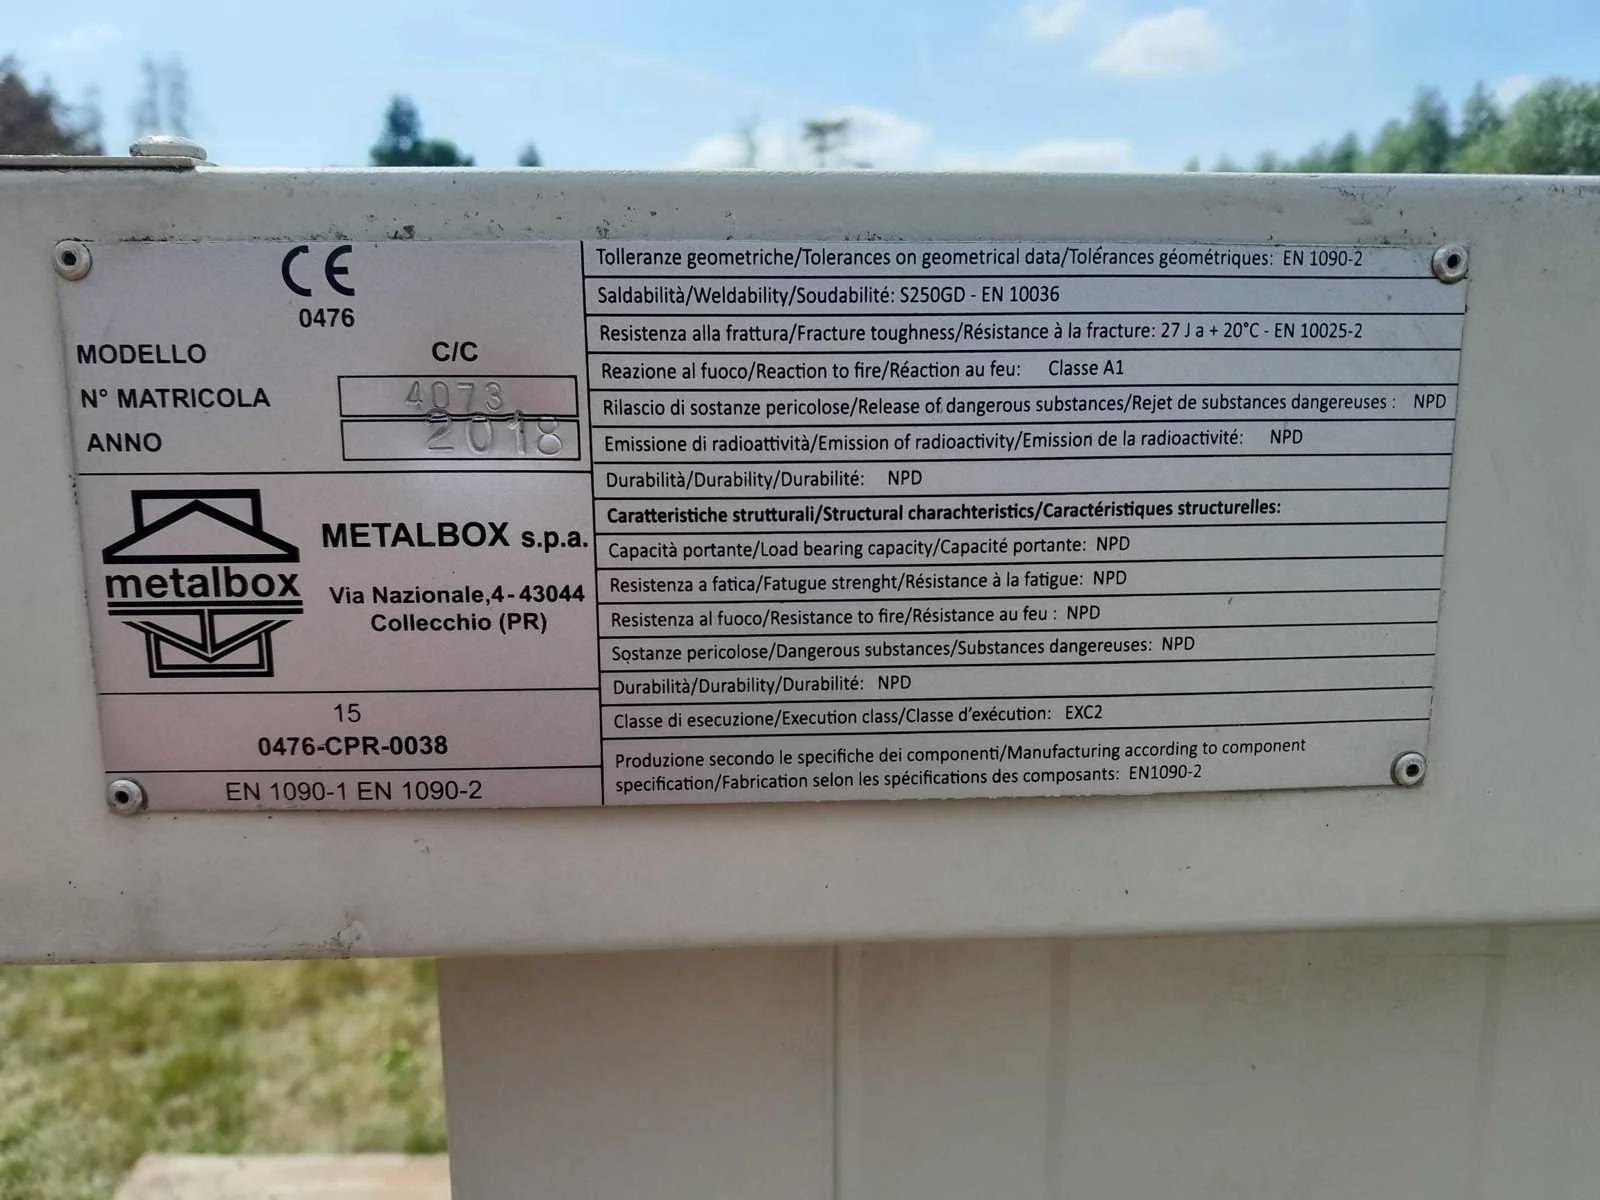 CE
0476
MODELLO C/C
N° MATRICOLA 4073
ANNO 2018
metalbox
METALBOX s.p.a.
Via Nazionale,4-43044
Collecchio (PR)
15
0476-CPR-0038
EN 1090-1 EN 1090-2
Tolleranze geometriche/Tolerances on geometrical data/Tolérances géométriques: EN 1090-2
Saldabilità/Weldability/Soudabilité: S250GD - EN 10036
Resistenza alla frattura/Fracture toughness/Résistance à la fracture: 27 J a + 20°C - EN 10025-2
Reazione al fuoco/Reaction to fire/Réaction au feu: Classe A1
Rilascio di sostanze pericolose/Release of dangerous substances/Rejet de substances dangereuses : NPD
Emissione di radioattività/Emission of radioactivity/Emission de la radioactivité: NPD
Durabilità/Durability/Durabilité: NPD
Caratteristiche strutturali/Structural charachteristics/Caractéristiques structurelles:
Capacità portante/Load bearing capacity/Capacité portante: NPD
Resistenza a fatica/Fatugue strenght/Résistance à la fatigue: NPD
Resistenza al fuoco/Resistance to fire/Résistance au feu : NPD
Sostanze pericolose/Dangerous substances/Substances dangereuses: NPD
Durabilità/Durability/Durabilité: NPD
Classe di esecuzione/Execution class/Classe d'exécution: EXC2
Produzione secondo le specifiche dei componenti/Manufacturing according to component
specification/Fabrication selon les spécifications des composants: EN1090-2